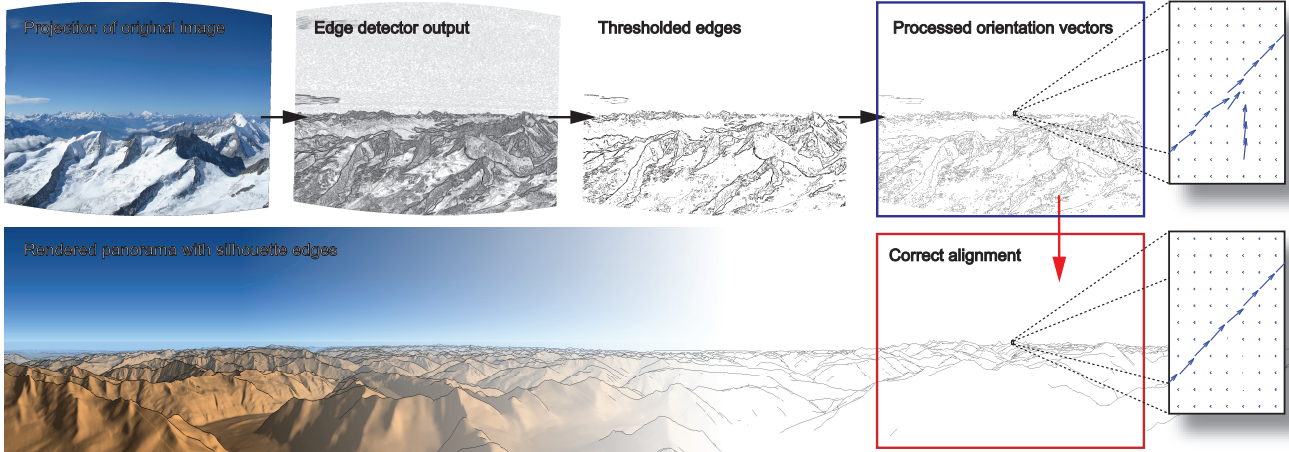 Projection of original image
Edge detector output
Thresholded edges
Processed orientation vectors
Rendered panorama with silhouette edges
Correct alignment